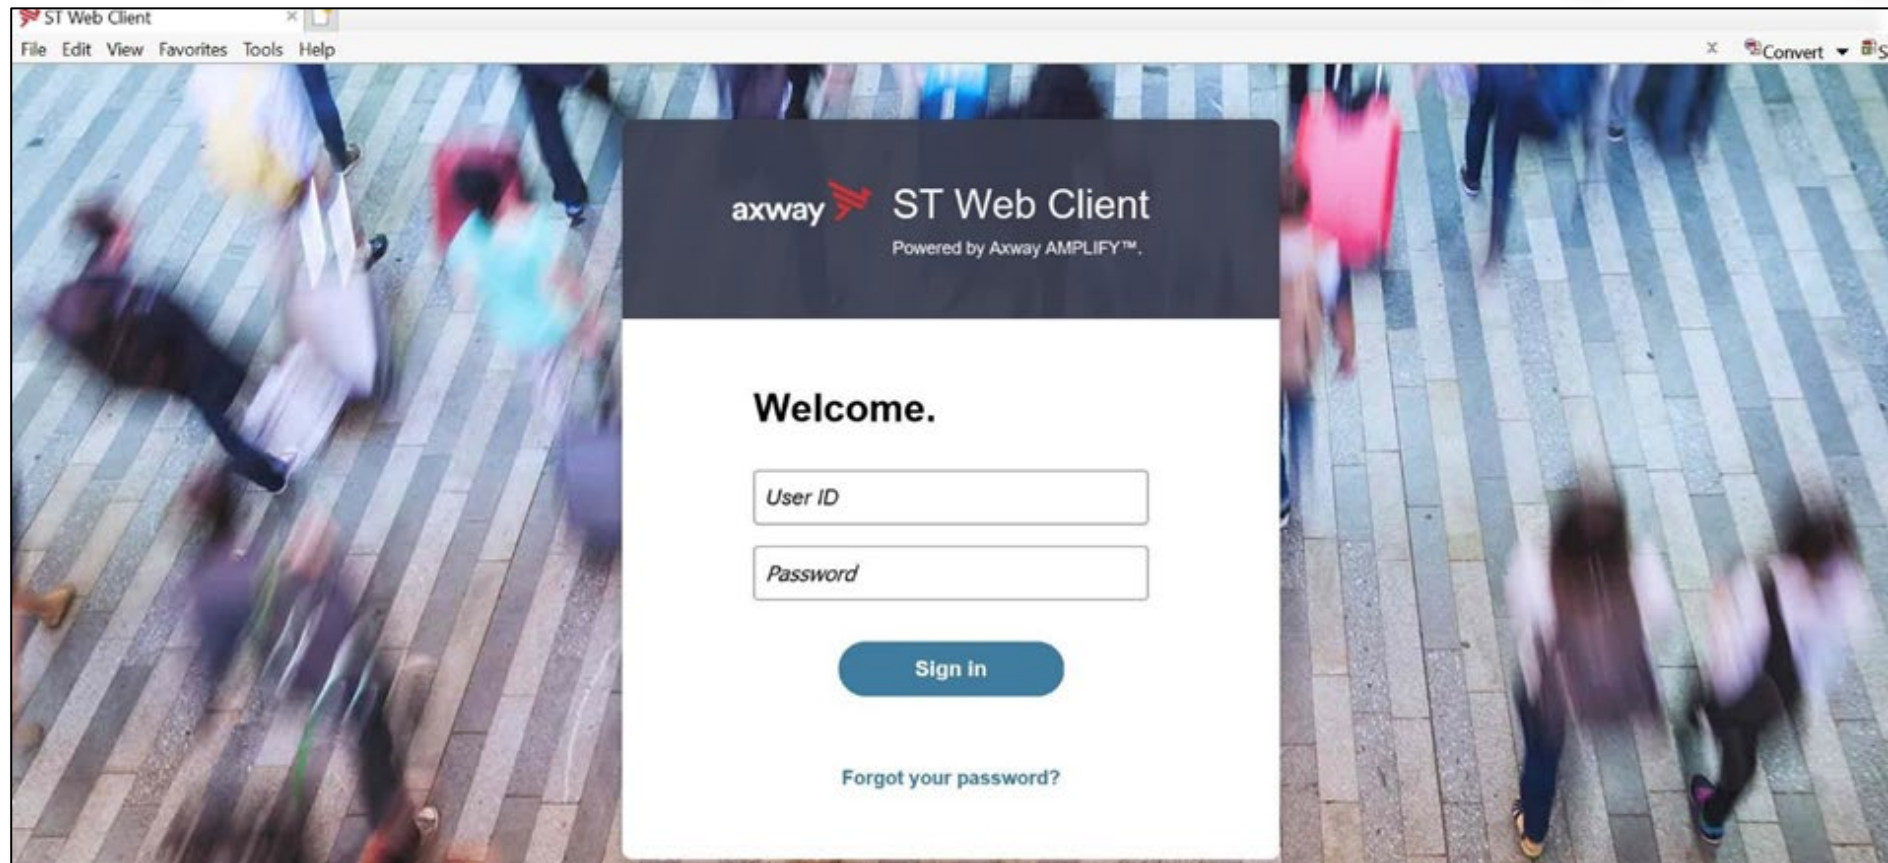 ST Web Client
File Edit View Favorites Tools Help
Convert
axway ST Web Client
Powered by Axway AMPLIFY™.
Welcome.
User ID
Password
Sign in
Forgot your password?